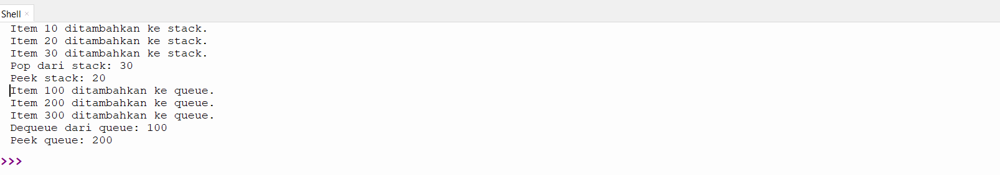 Shell ×
Item 10 ditambahkan ke stack.
Item 20 ditambahkan ke stack.
Item 30 ditambahkan ke stack.
Pop dari stack: 30
Peek stack: 20
Item 100 ditambahkan ke queue.
Item 200 ditambahkan ke queue.
Item 300 ditambahkan ke queue.
Dequeue dari queue: 100
Peek queue: 200
>>>